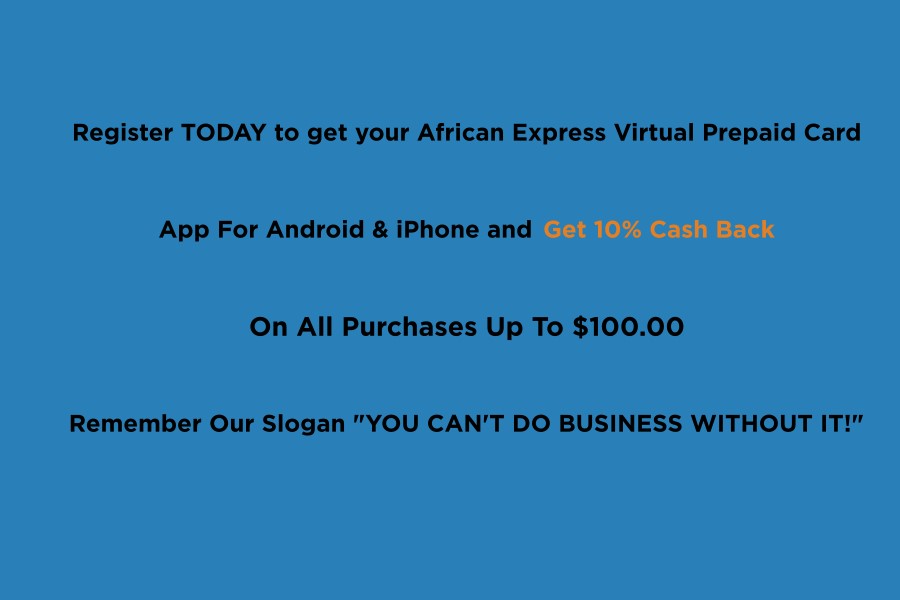 Register TODAY to get your African Express Virtual Prepaid Card
App For Android & iPhone and Get 10% Cash Back
On All Purchases Up To $100.00
Remember Our Slogan "YOU CAN'T DO BUSINESS WITHOUT IT!"